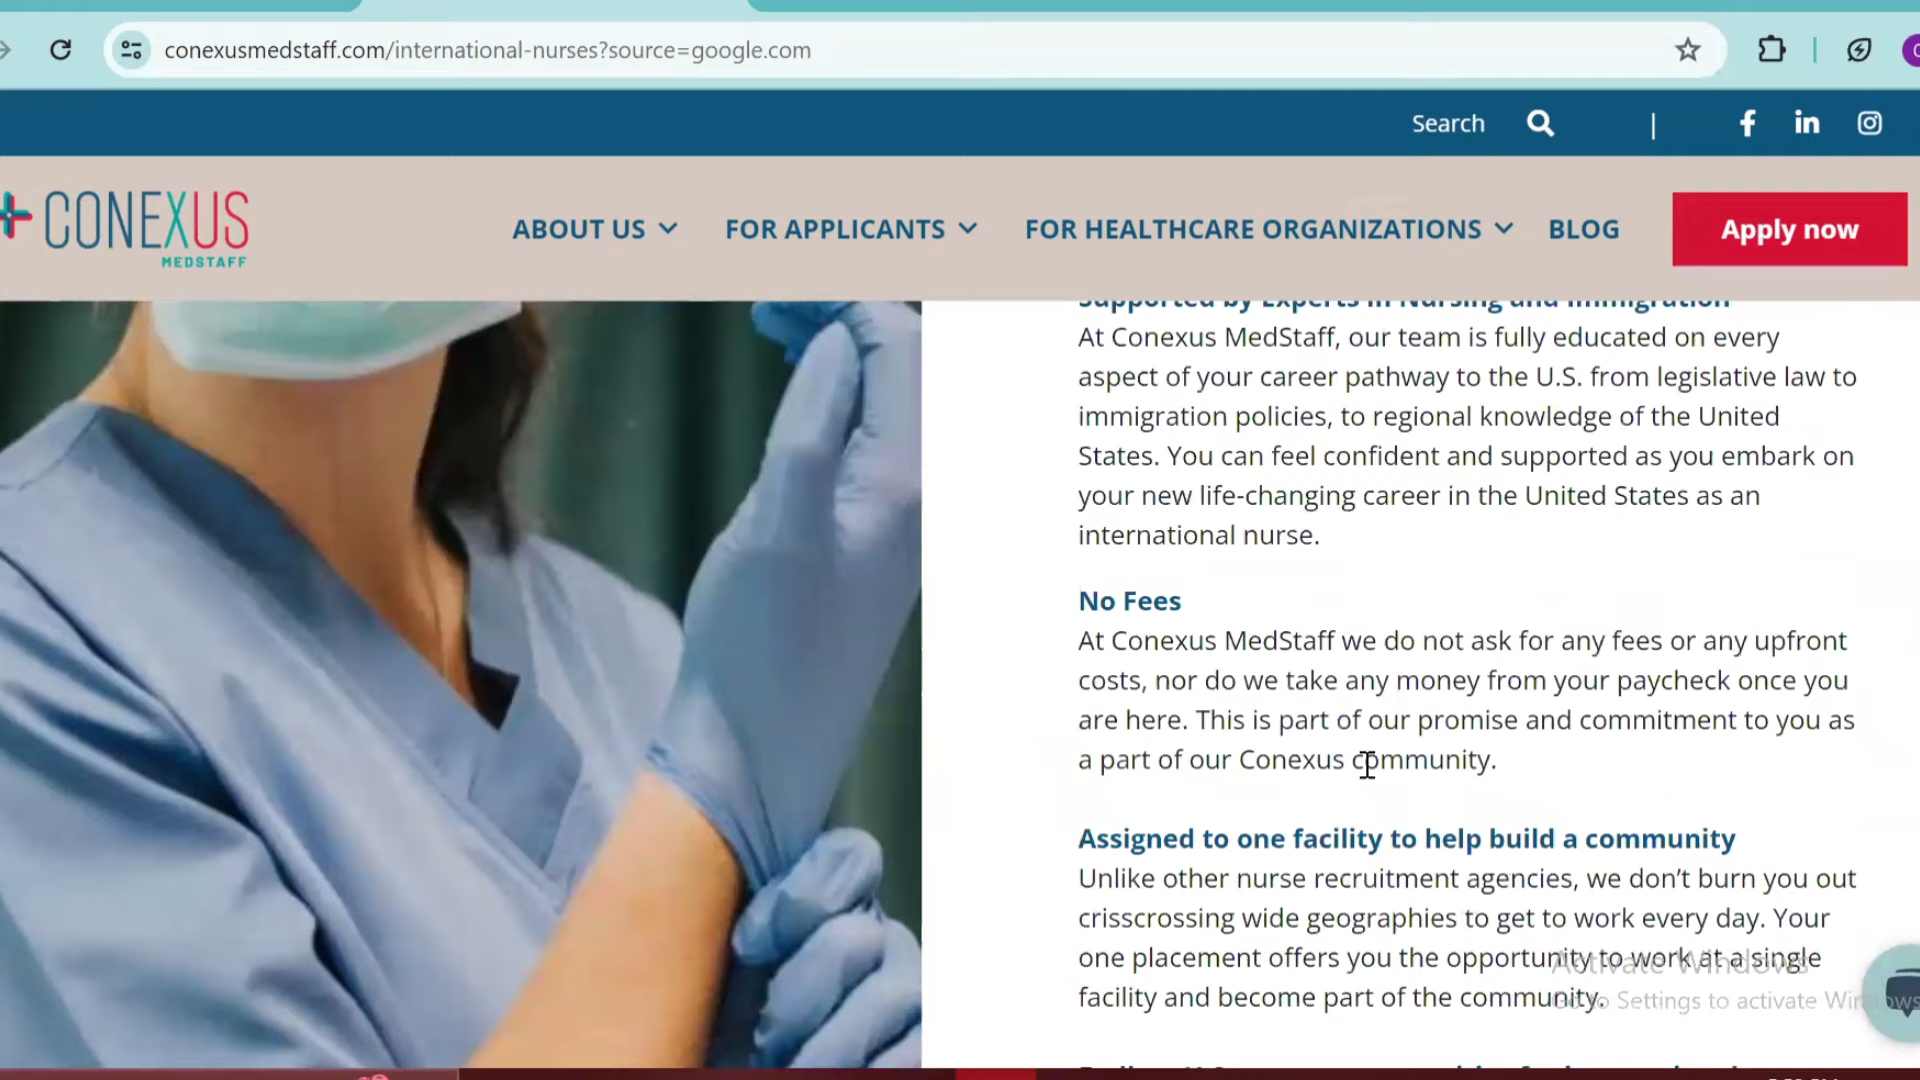 conexusmedstaff.com/international-nurses?source=google.com
Search
|
CONEXUS
MEDSTAFF
ABOUT US
FOR APPLICANTS
FOR HEALTHCARE ORGANIZATIONS
BLOG
Apply now
Supported by Experts in Nursing and Immigration
At Conexus MedStaff, our team is fully educated on every
aspect of your career pathway to the U.S. from legislative law to
immigration policies, to regional knowledge of the United
States. You can feel confident and supported as you embark on
your new life-changing career in the United States as an
international nurse.
No Fees
At Conexus MedStaff we do not ask for any fees or any upfront
costs, nor do we take any money from your paycheck once you
are here. This is part of our promise and commitment to you as
a part of our Conexus community.
Assigned to one facility to help build a community
Unlike other nurse recruitment agencies, we don’t burn you out
crisscrossing wide geographies to get to work every day. Your
one placement offers you the opportunity to work at a single
facility and become part of the community.
Activate Windows
Go to Settings to activate Windows